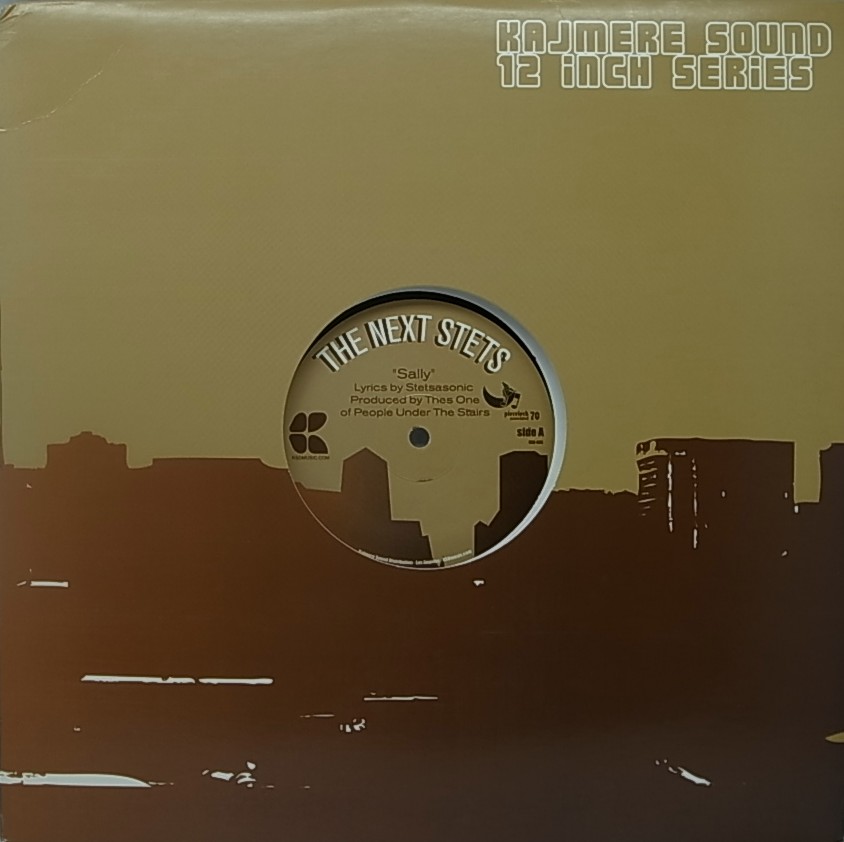 KAJMERE SOUND
12 INCH SERIES
THE NEXT STETS
"Sally"
Lyrics by Stetsasonic
Produced by Thes One
of People Under The Stairs
70
side A